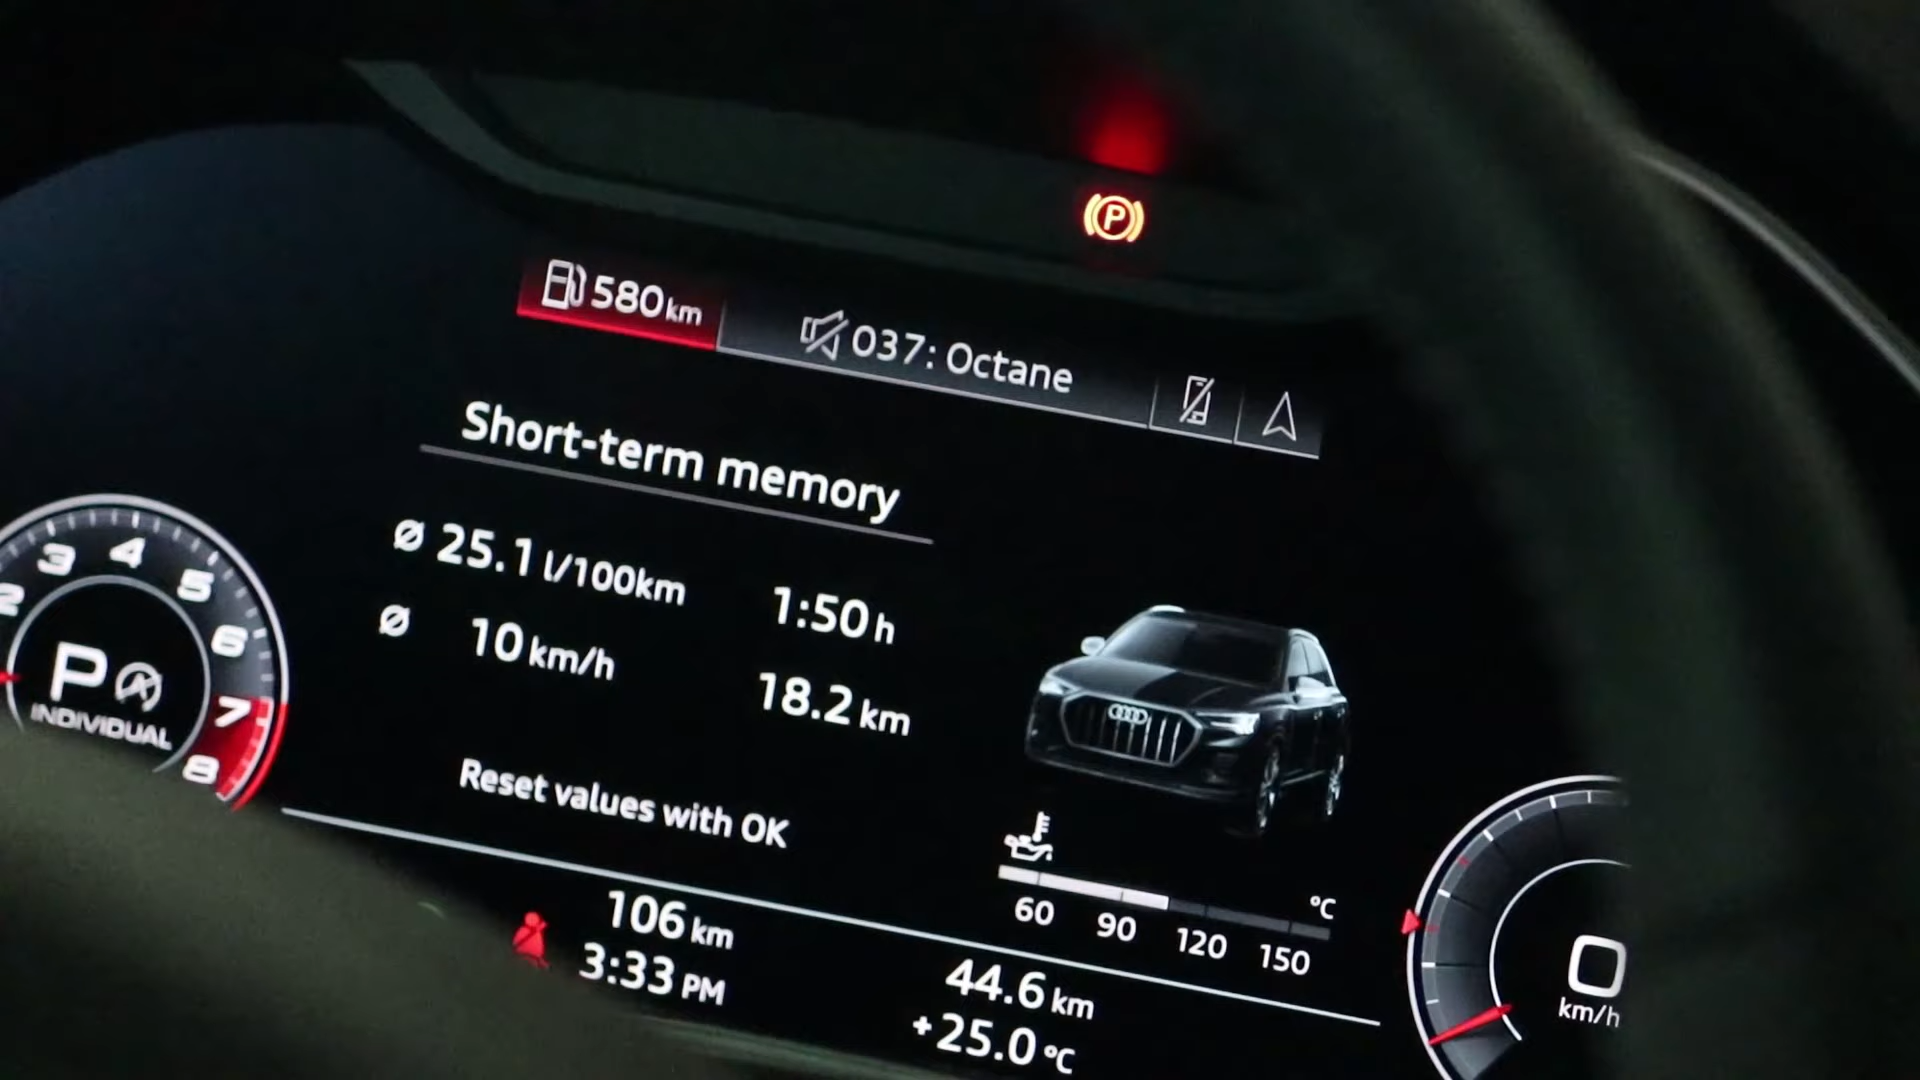 P
580 km
037: Octane
Short-term memory
Ø 25.1 l/100km
1:50 h
Ø 10 km/h
18.2 km
Reset values with OK
2 3 4 5 6 7 8
P A
INDIVIDUAL
60 90 120 150 °C
106 km
3:33 PM
44.6 km
+25.0 °C
0
km/h